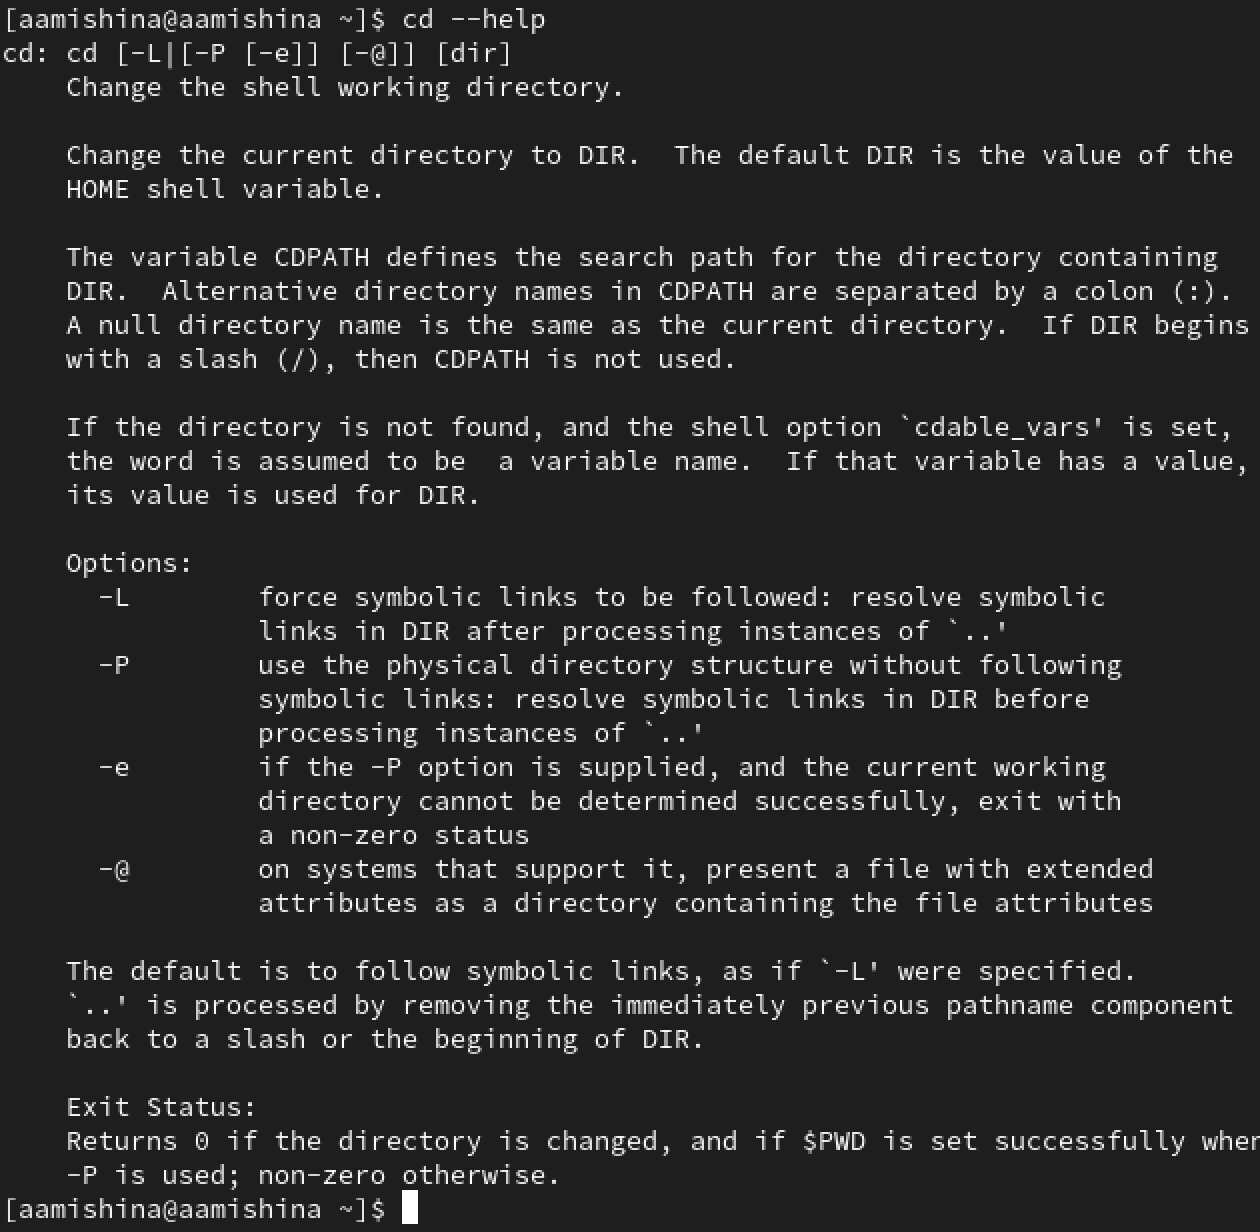 [aamishina@aamishina ~]$ cd --help
cd: cd [-L|[-P [-e]] [-@]] [dir]
    Change the shell working directory.

    Change the current directory to DIR.  The default DIR is the value of the
    HOME shell variable.

    The variable CDPATH defines the search path for the directory containing
    DIR.  Alternative directory names in CDPATH are separated by a colon (:).
    A null directory name is the same as the current directory.  If DIR begins
    with a slash (/), then CDPATH is not used.

    If the directory is not found, and the shell option `cdable_vars' is set,
    the word is assumed to be  a variable name.  If that variable has a value,
    its value is used for DIR.

    Options:
      -L        force symbolic links to be followed: resolve symbolic
                links in DIR after processing instances of `..'
      -P        use the physical directory structure without following
                symbolic links: resolve symbolic links in DIR before
                processing instances of `..'
      -e        if the -P option is supplied, and the current working
                directory cannot be determined successfully, exit with
                a non-zero status
      -@        on systems that support it, present a file with extended
                attributes as a directory containing the file attributes

    The default is to follow symbolic links, as if `-L' were specified.
    `..' is processed by removing the immediately previous pathname component
    back to a slash or the beginning of DIR.

    Exit Status:
    Returns 0 if the directory is changed, and if $PWD is set successfully when
    -P is used; non-zero otherwise.
[aamishina@aamishina ~]$